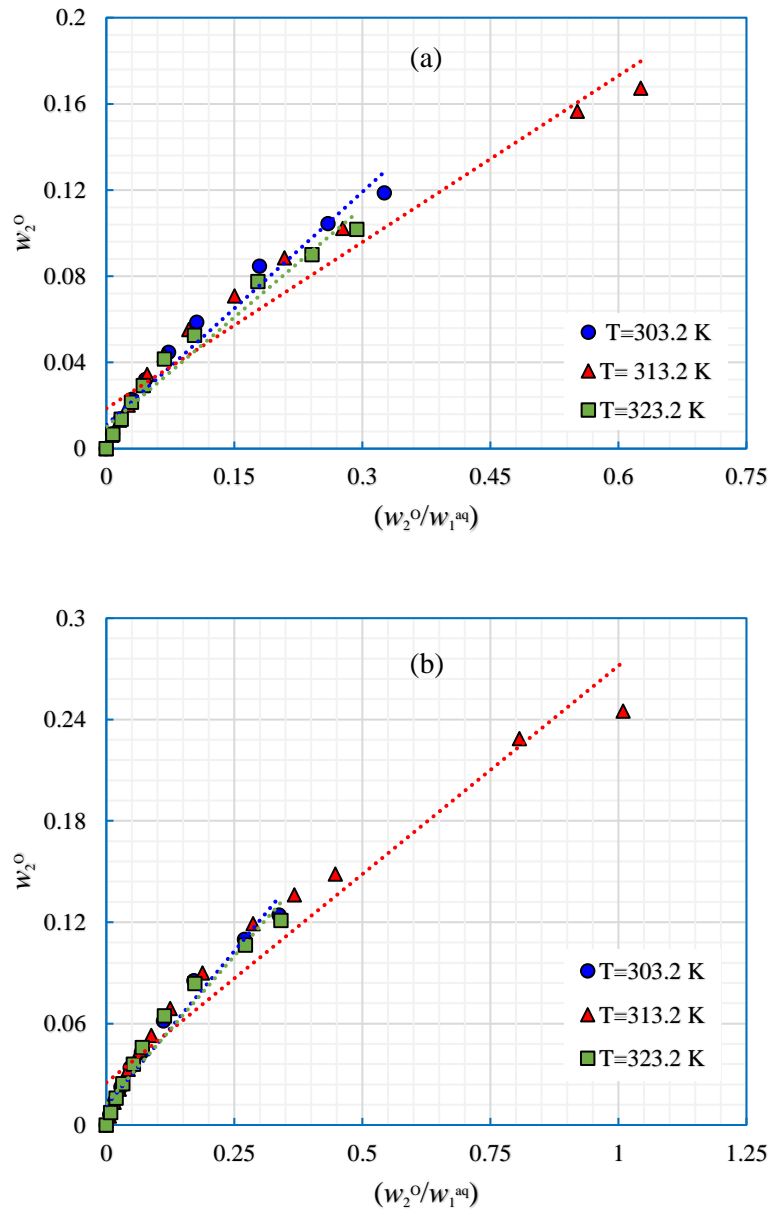 0.2
(a)
0.16
0.12
w₂ᴼ
0.08
T=303.2 K
T= 313.2 K
0.04
T=323.2 K
0
0 0.15 0.3 0.45 0.6 0.75
(w₂ᴼ/w₁ᵃq)
0.3
(b)
0.24
0.18
w₂ᴼ
0.12
T=303.2 K
T=313.2 K
0.06
T=323.2 K
0
0 0.25 0.5 0.75 1 1.25
(w₂ᴼ/w₁ᵃq)